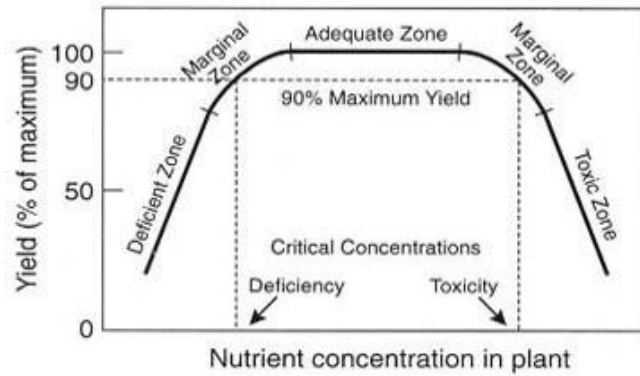 Yield (% of maximum)
100
90
50
0
Deficient Zone
Marginal
Zone
Adequate Zone
Marginal
Zone
Toxic Zone
90% Maximum Yield
Critical Concentrations
Deficiency
Toxicity
Nutrient concentration in plant